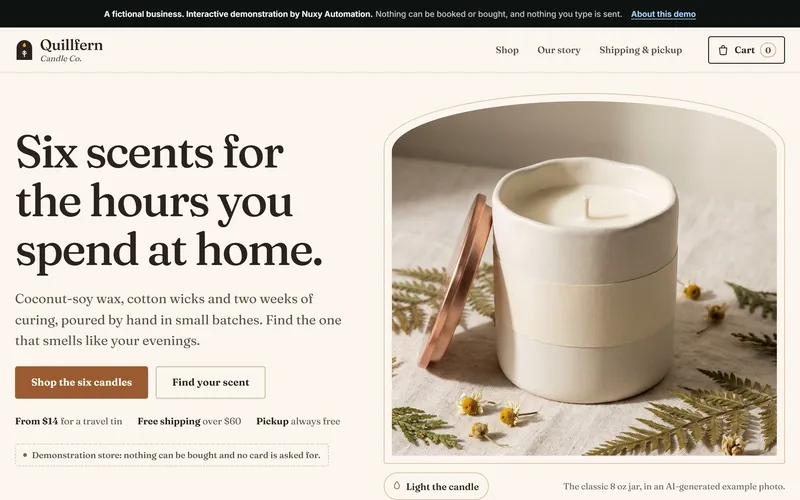 A fictional business. Interactive demonstration by Nuxy Automation. Nothing can be booked or bought, and nothing you type is sent. About this demo
Quillfern
Candle Co.
Shop Our story Shipping & pickup Cart 0
Six scents for
the hours you
spend at home.
Coconut-soy wax, cotton wicks and two weeks of
curing, poured by hand in small batches. Find the one
that smells like your evenings.
Shop the six candles Find your scent
From $14 for a travel tin Free shipping over $60 Pickup always free
Demonstration store: nothing can be bought and no card is asked for.
Light the candle
The classic 8 oz jar, in an AI-generated example photo.